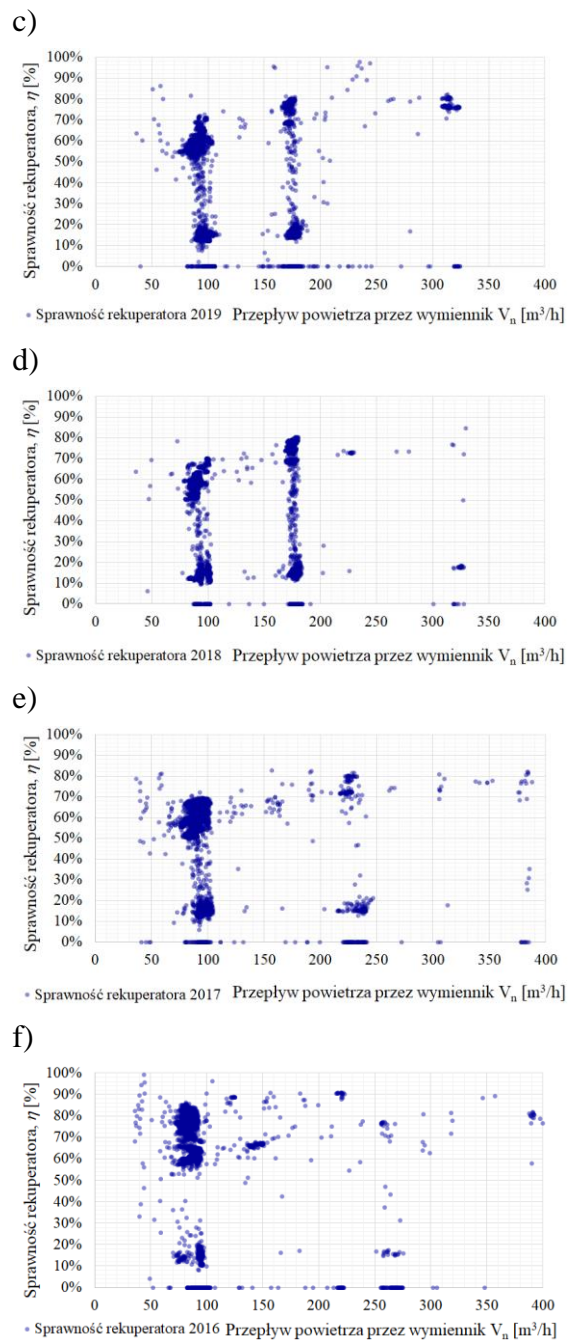 c)
Sprawność rekuperatora, η [%]
100%
90%
80%
70%
60%
50%
40%
30%
20%
10%
0%
0 50 100 150 200 250 300 350 400
• Sprawność rekuperatora 2019 Przepływ powietrza przez wymiennik Vn [m³/h]
d)
Sprawność rekuperatora, η [%]
100%
90%
80%
70%
60%
50%
40%
30%
20%
10%
0%
0 50 100 150 200 250 300 350 400
• Sprawność rekuperatora 2018 Przepływ powietrza przez wymiennik Vn [m³/h]
e)
Sprawność rekuperatora, η [%]
100%
90%
80%
70%
60%
50%
40%
30%
20%
10%
0%
0 50 100 150 200 250 300 350 400
• Sprawność rekuperatora 2017 Przepływ powietrza przez wymiennik Vn [m³/h]
f)
Sprawność rekuperatora, η [%]
100%
90%
80%
70%
60%
50%
40%
30%
20%
10%
0%
0 50 100 150 200 250 300 350 400
• Sprawność rekuperatora 2016 Przepływ powietrza przez wymiennik Vn [m³/h]